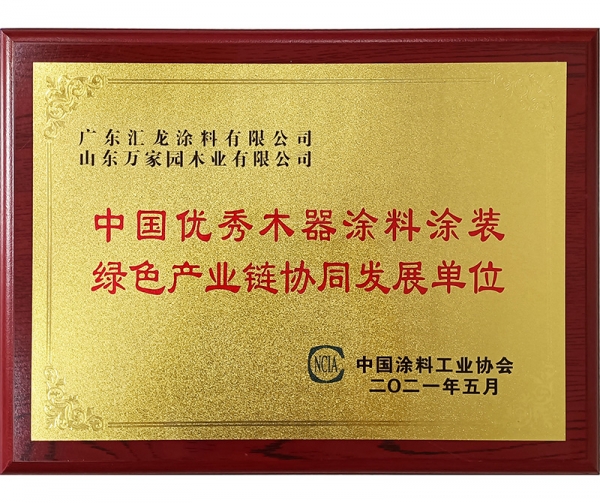 广东汇龙涂料有限公司
山东万家园木业有限公司
中国优秀木器涂料涂装
绿色产业链协同发展单位
NCIA
中国涂料工业协会
二〇二一年五月